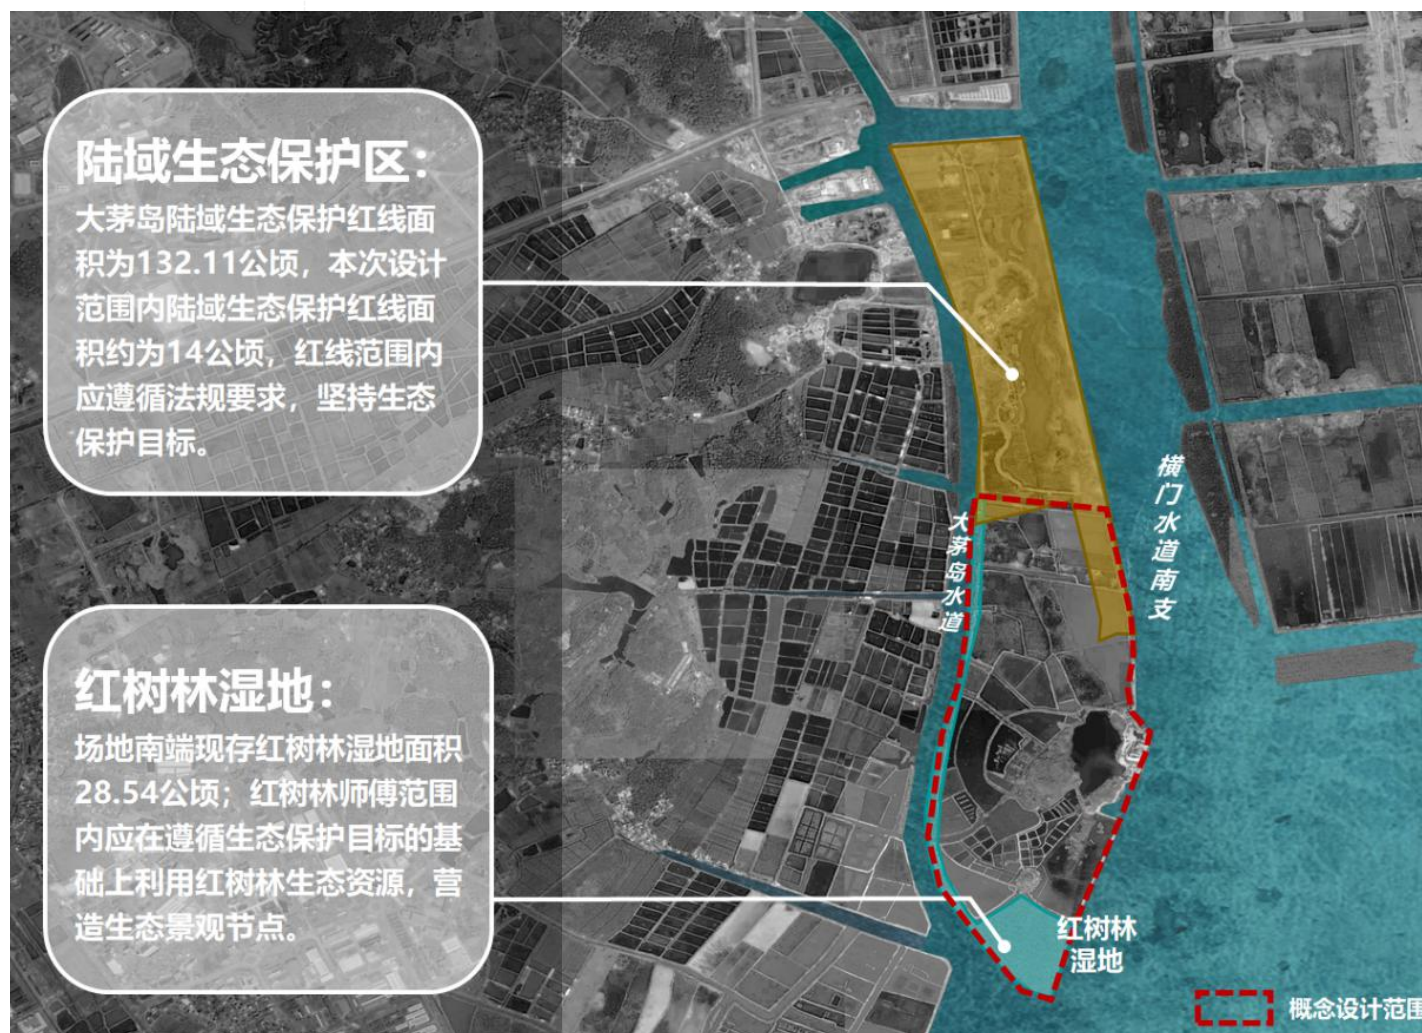 陆域生态保护区：
大茅岛陆域生态保护红线面
积为132.11公顷，本次设计
范围内陆域生态保护红线面
积约为14公顷，红线范围内
应遵循法规要求，坚持生态
保护目标。
横门水道南支
大茅岛水道
红树林湿地：
场地南端现存红树林湿地面积
28.54公顷；红树林师傅范围
内应在遵循生态保护目标的基
础上利用红树林生态资源，营
造生态景观节点。
红树林
湿地
概念设计范围